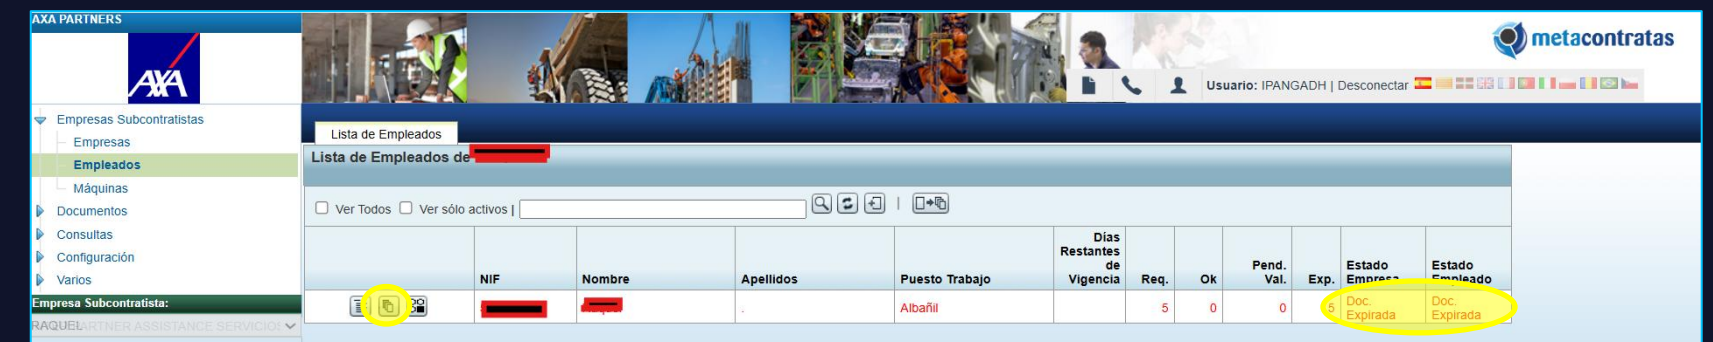 AXA PARTNERS
AXA
metacontratas
Usuario: IPANGADH | Desconectar
Empresas Subcontratistas
Empresas
Empleados
Máquinas
Documentos
Consultas
Configuración
Varios
Empresa Subcontratista:
RAQUEL
Lista de Empleados
Lista de Empleados de
Ver Todos Ver sólo activos |
NIF Nombre Apellidos Puesto Trabajo Días Restantes de Vigencia Req. Ok Pend. Val. Exp. Estado Empresa Estado Empleado
. Albañil 5 0 0 5 Doc. Expirada Doc. Expirada